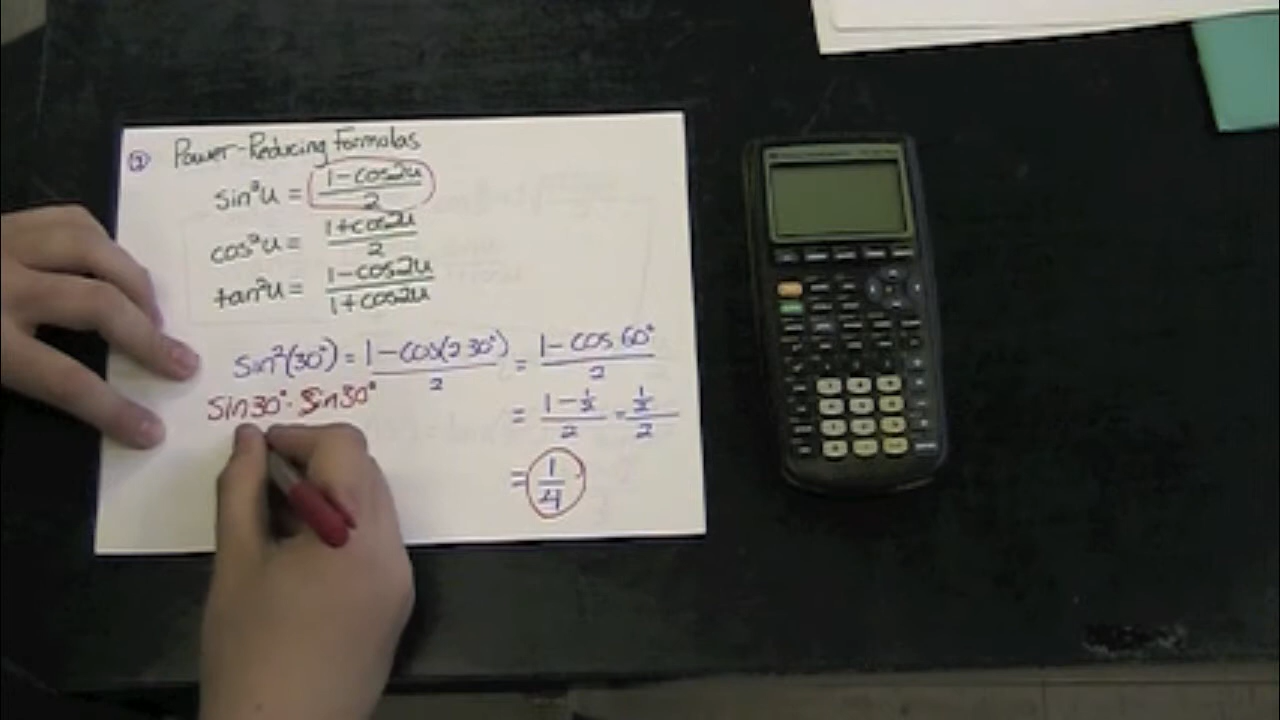 ② Power-Reducing Formulas
sin²u = (1-cos2u)/2
cos²u = (1+cos2u)/2
tan²u = (1-cos2u)/(1+cos2u)
sin²(30°) = (1-cos(2·30°))/2 = (1-cos 60°)/2
sin30° · sin30°
= (1-½)/2 = ½/2
= 1/4